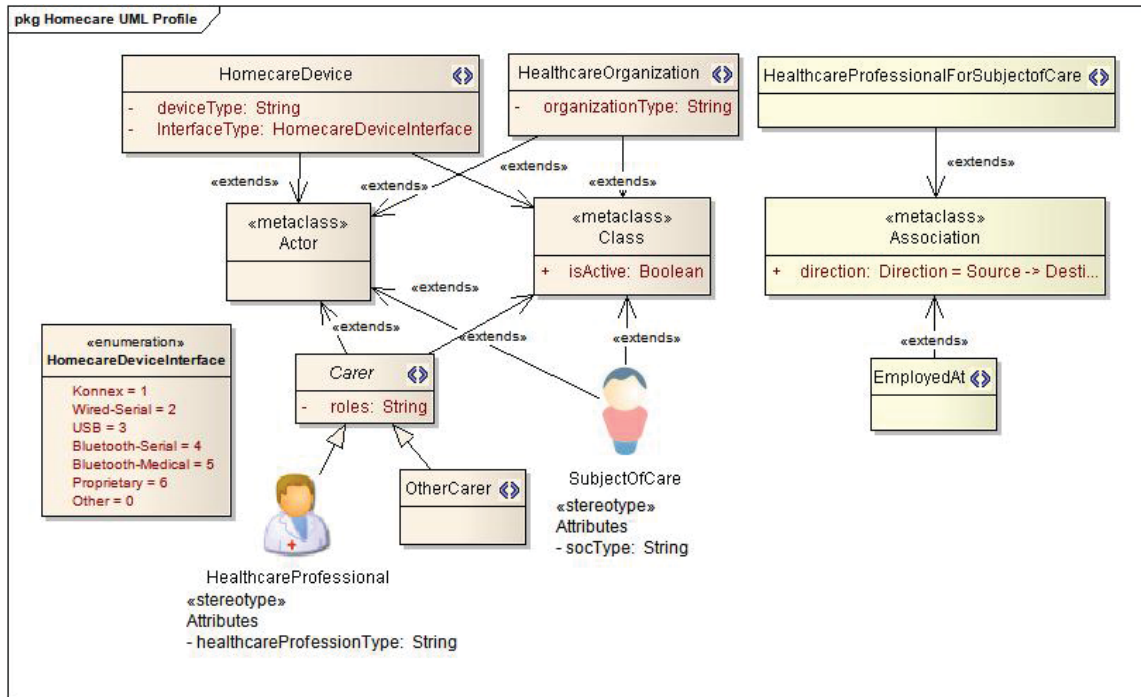 pkg Homecare UML Profile
HomecareDevice
- deviceType: String
- InterfaceType: HomecareDeviceInterface
HealthcareOrganization
- organizationType: String
HealthcareProfessionalForSubjectofCare
«extends»
«extends»
«extends»
«extends»
«extends»
«metaclass»
Actor
«metaclass»
Class
+ isActive: Boolean
«metaclass»
Association
+ direction: Direction = Source -> Desti...
«extends»
«extends»
«extends»
«extends»
«extends»
«enumeration»
HomecareDeviceInterface
Konnex = 1
Wired-Serial = 2
USB = 3
Bluetooth-Serial = 4
Bluetooth-Medical = 5
Proprietary = 6
Other = 0
Carer
- roles: String
EmployedAt
OtherCarer
SubjectOfCare
«stereotype»
Attributes
- socType: String
HealthcareProfessional
«stereotype»
Attributes
- healthcareProfessionType: String